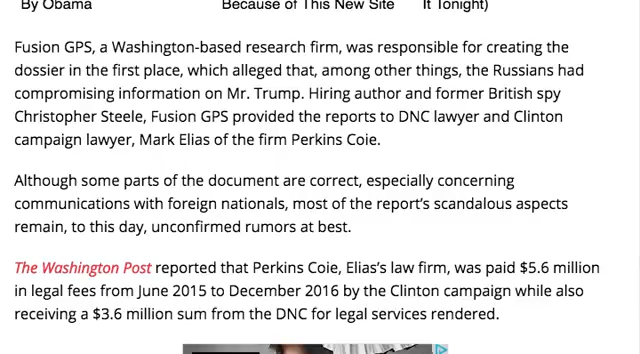 By Obama Because of This New Site It Tonight)
Fusion GPS, a Washington-based research firm, was responsible for creating the
dossier in the first place, which alleged that, among other things, the Russians had
compromising information on Mr. Trump. Hiring author and former British spy
Christopher Steele, Fusion GPS provided the reports to DNC lawyer and Clinton
campaign lawyer, Mark Elias of the firm Perkins Coie.
Although some parts of the document are correct, especially concerning
communications with foreign nationals, most of the report's scandalous aspects
remain, to this day, unconfirmed rumors at best.
The Washington Post reported that Perkins Coie, Elias's law firm, was paid $5.6 million
in legal fees from June 2015 to December 2016 by the Clinton campaign while also
receiving a $3.6 million sum from the DNC for legal services rendered.